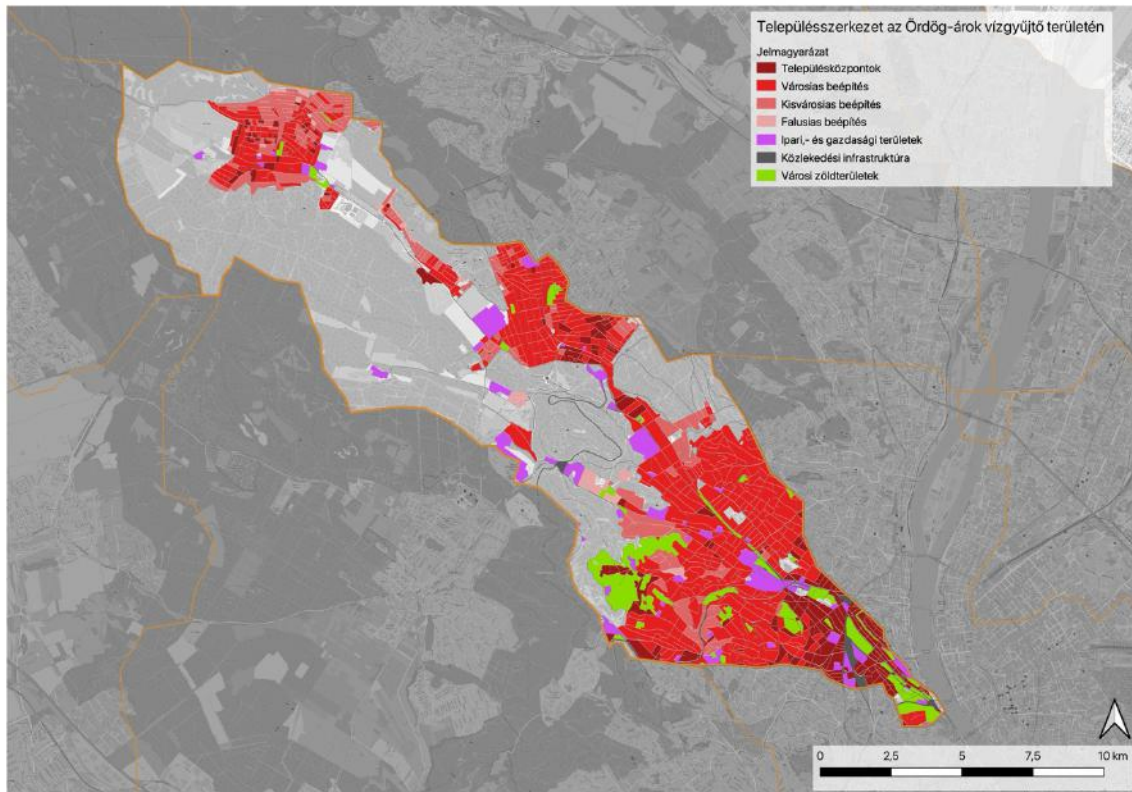 Településszerkezet az Ördög-árok vízgyűjtő területén
Jelmagyarázat
Településközpontok
Városias beépítés
Kisvárosias beépítés
Falusias beépítés
Ipari,- és gazdasági területek
Közlekedési infrastruktúra
Városi zöldterületek
0 2,5 5 7,5 10 km